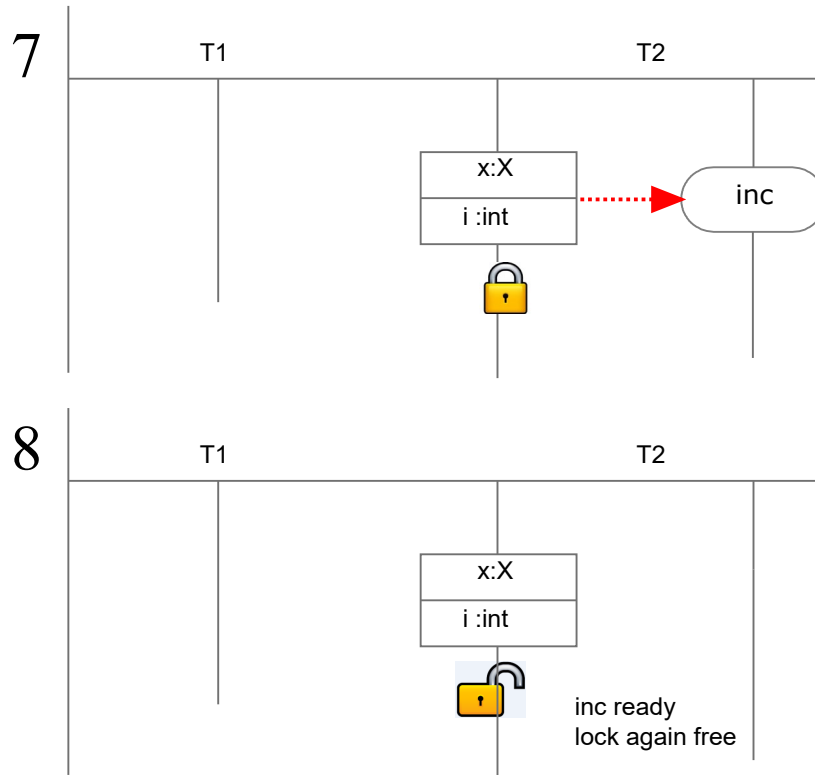 7
T1
T2
x:X
i :int
inc
8
T1
T2
x:X
i :int
inc ready
lock again free